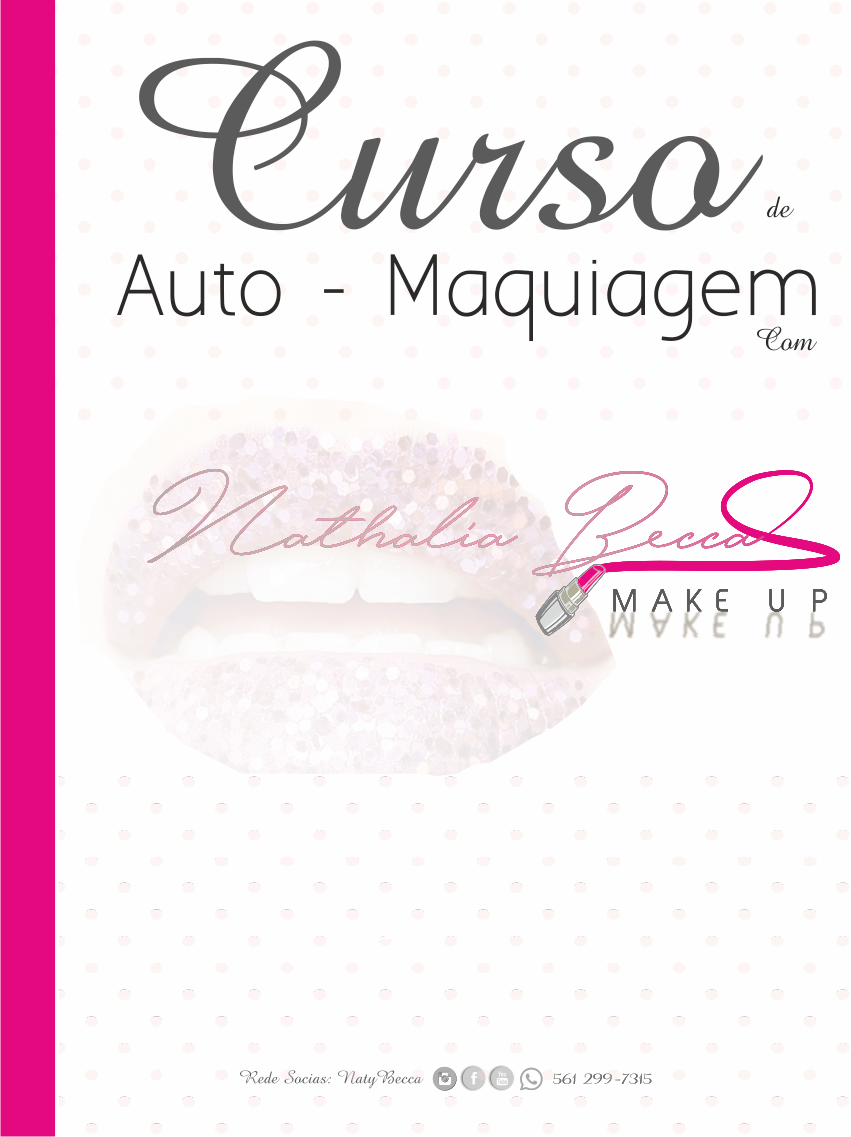 Curso de
Auto - Maquiagem
Com
Nathalia Becca
MAKE UP
Rede Socias: NatyBecca 561 299-7315